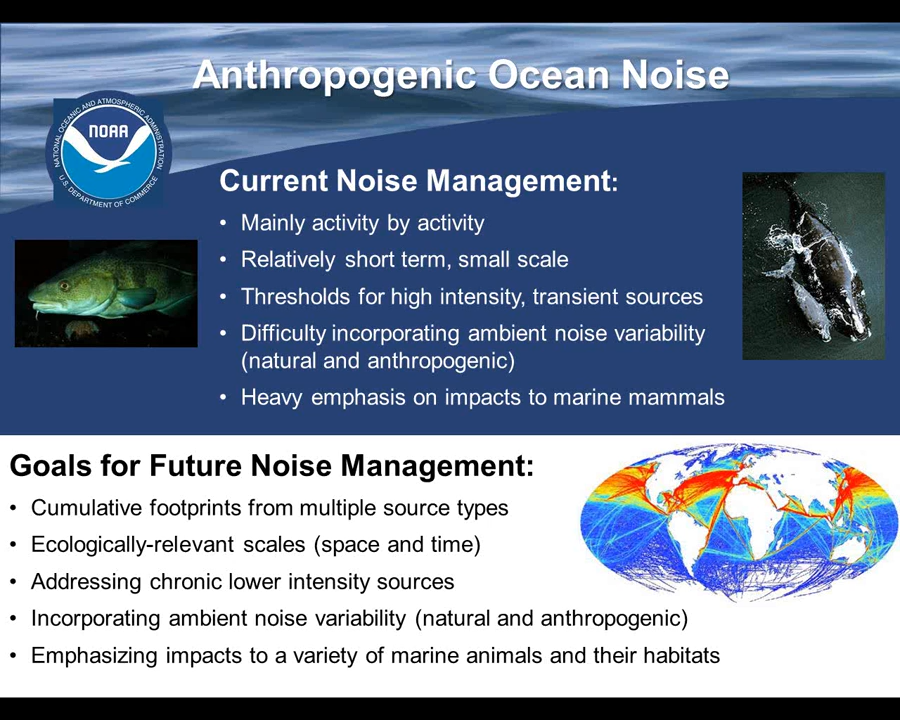 Anthropogenic Ocean Noise
NATIONAL OCEANIC AND ATMOSPHERIC ADMINISTRATION
NOAA
U.S. DEPARTMENT OF COMMERCE
Current Noise Management:
• Mainly activity by activity
• Relatively short term, small scale
• Thresholds for high intensity, transient sources
• Difficulty incorporating ambient noise variability
(natural and anthropogenic)
• Heavy emphasis on impacts to marine mammals
Goals for Future Noise Management:
• Cumulative footprints from multiple source types
• Ecologically-relevant scales (space and time)
• Addressing chronic lower intensity sources
• Incorporating ambient noise variability (natural and anthropogenic)
• Emphasizing impacts to a variety of marine animals and their habitats